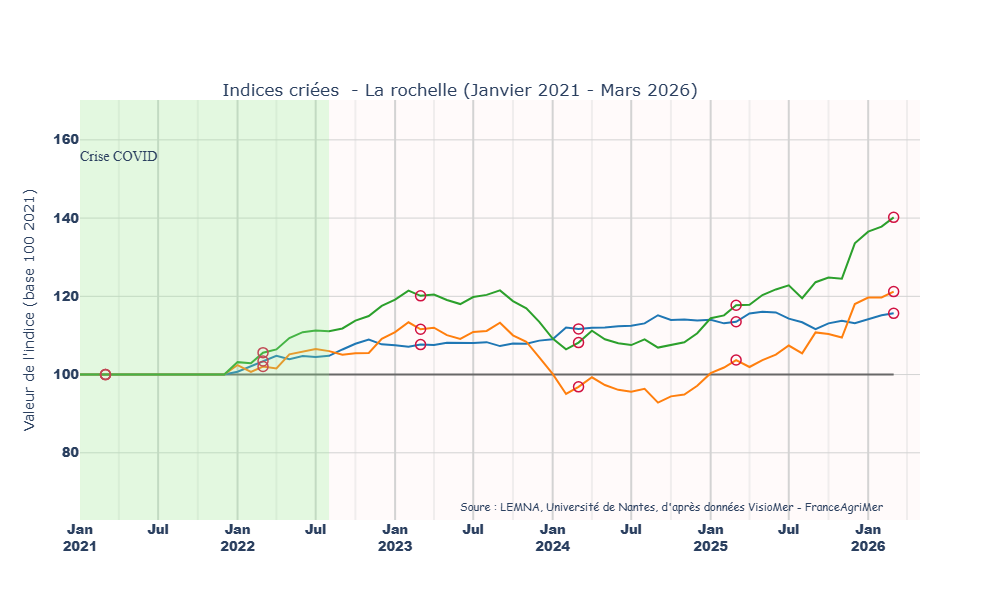 Indices criées  - La rochelle (Janvier 2021 - Mars 2026)
Valeur de l'indice (base 100 2021)
160
140
120
100
80
Crise COVID
Soure : LEMNA, Université de Nantes, d'après données VisioMer - FranceAgriMer
Jan Jul Jan Jul Jan Jul Jan Jul Jan Jul Jan
2021 2022 2023 2024 2025 2026